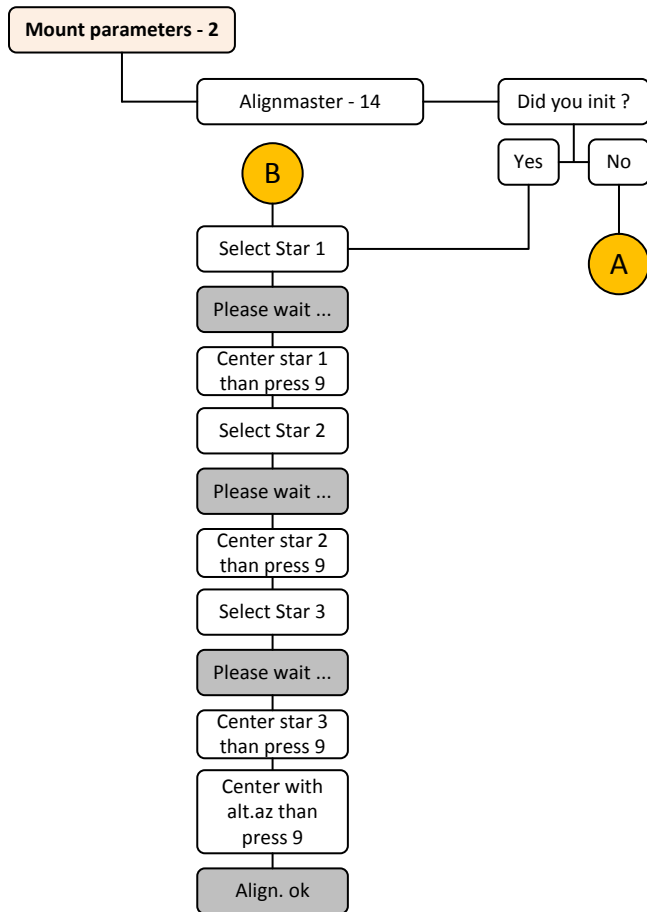 Mount parameters - 2
Alignmaster - 14
Did you init ?
Yes
No
B
A
Select Star 1
Please wait ...
Center star 1
than press 9
Select Star 2
Please wait ...
Center star 2
than press 9
Select Star 3
Please wait ...
Center star 3
than press 9
Center with
alt.az than
press 9
Align. ok